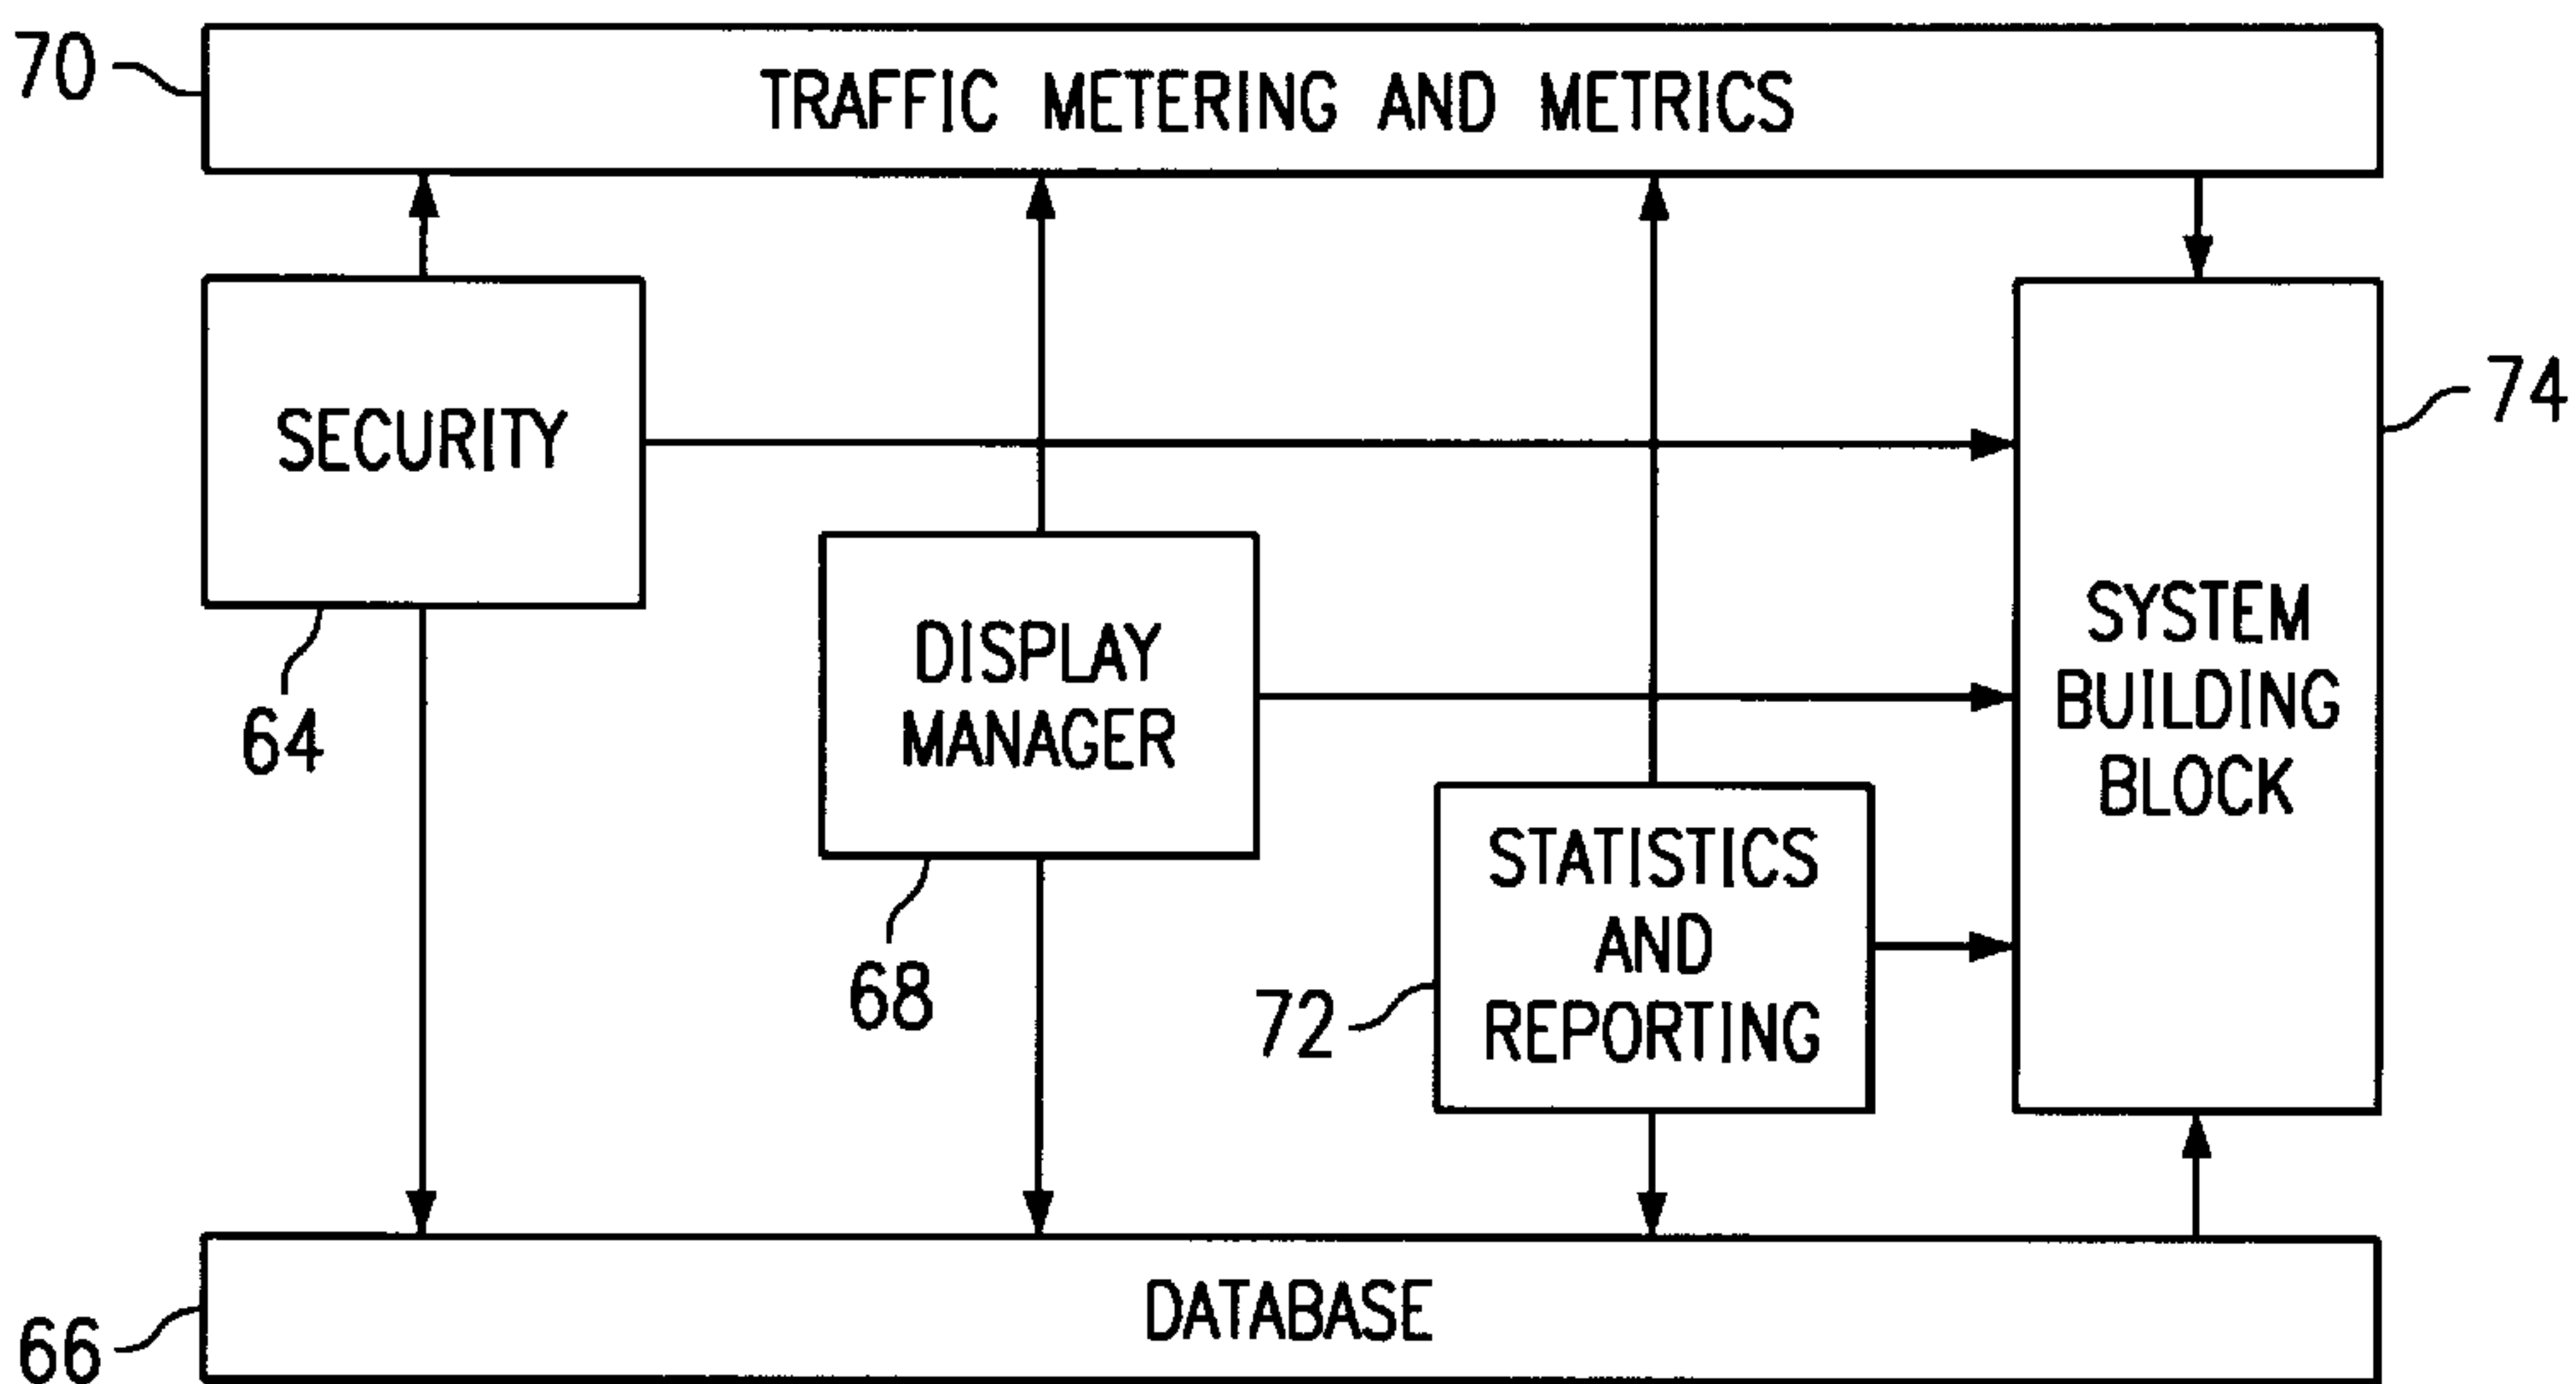 70
TRAFFIC METERING AND METRICS
SECURITY
74
64
DISPLAY
MANAGER
68
SYSTEM
BUILDING
BLOCK
STATISTICS
AND
REPORTING
72
DATABASE
66